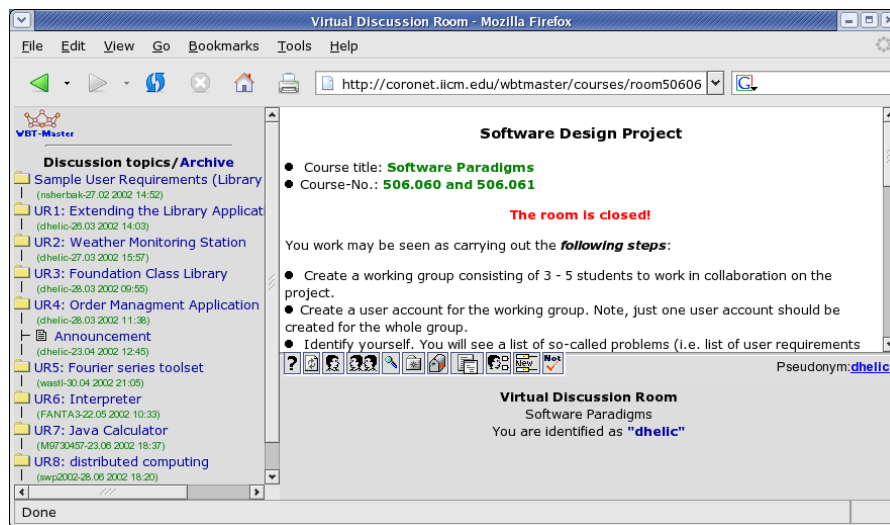 Virtual Discussion Room - Mozilla Firefox
File Edit View Go Bookmarks Tools Help
http://coronet.iicm.edu/wbtmaster/courses/room50606
G
WBT-Master
Discussion topics/Archive
Sample User Requirements (Library
(nsherbak-27.02 2002 14:52)
UR1: Extending the Library Applicat
(dhelic-26.03 2002 14:03)
UR2: Weather Monitoring Station
(dhelic-27.03 2002 15:57)
UR3: Foundation Class Library
(dhelic-28.03 2002 09:55)
UR4: Order Managment Application
(dhelic-28.03 2002 11:38)
Announcement
(dhelic-23.04 2002 12:45)
UR5: Fourier series toolset
(wastl-30.04 2002 21:05)
UR6: Interpreter
(FANTA3-22.05 2002 10:33)
UR7: Java Calculator
(M9730457-23.06 2002 18:37)
UR8: distributed computing
(swp2002-28.06 2002 18:20)
Software Design Project
● Course title: Software Paradigms
● Course-No.: 506.060 and 506.061
The room is closed!
You work may be seen as carrying out the following steps:
● Create a working group consisting of 3 - 5 students to work in collaboration on the
project.
● Create a user account for the working group. Note, just one user account should be
created for the whole group.
● Identify yourself. You will see a list of so-called problems (i.e. list of user requirements
? New Not
Pseudonym:dhelic
Virtual Discussion Room
Software Paradigms
You are identified as "dhelic"
Done